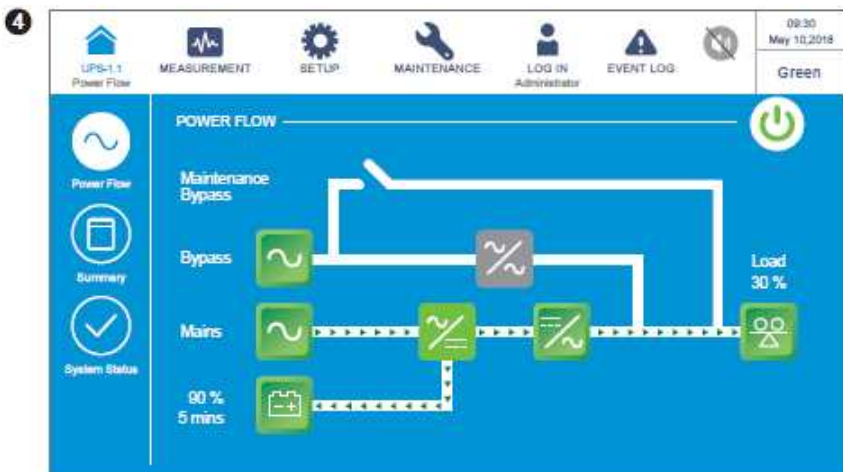 4
UPS-1.1
Power Flow
MEASUREMENT
SETUP
MAINTENANCE
LOG IN
Administrator
EVENT LOG
09:30
May 10,2018
Green
POWER FLOW
Power Flow
Summary
System Status
Maintenance
Bypass
Bypass
Mains
90 %
5 mins
Load
30 %